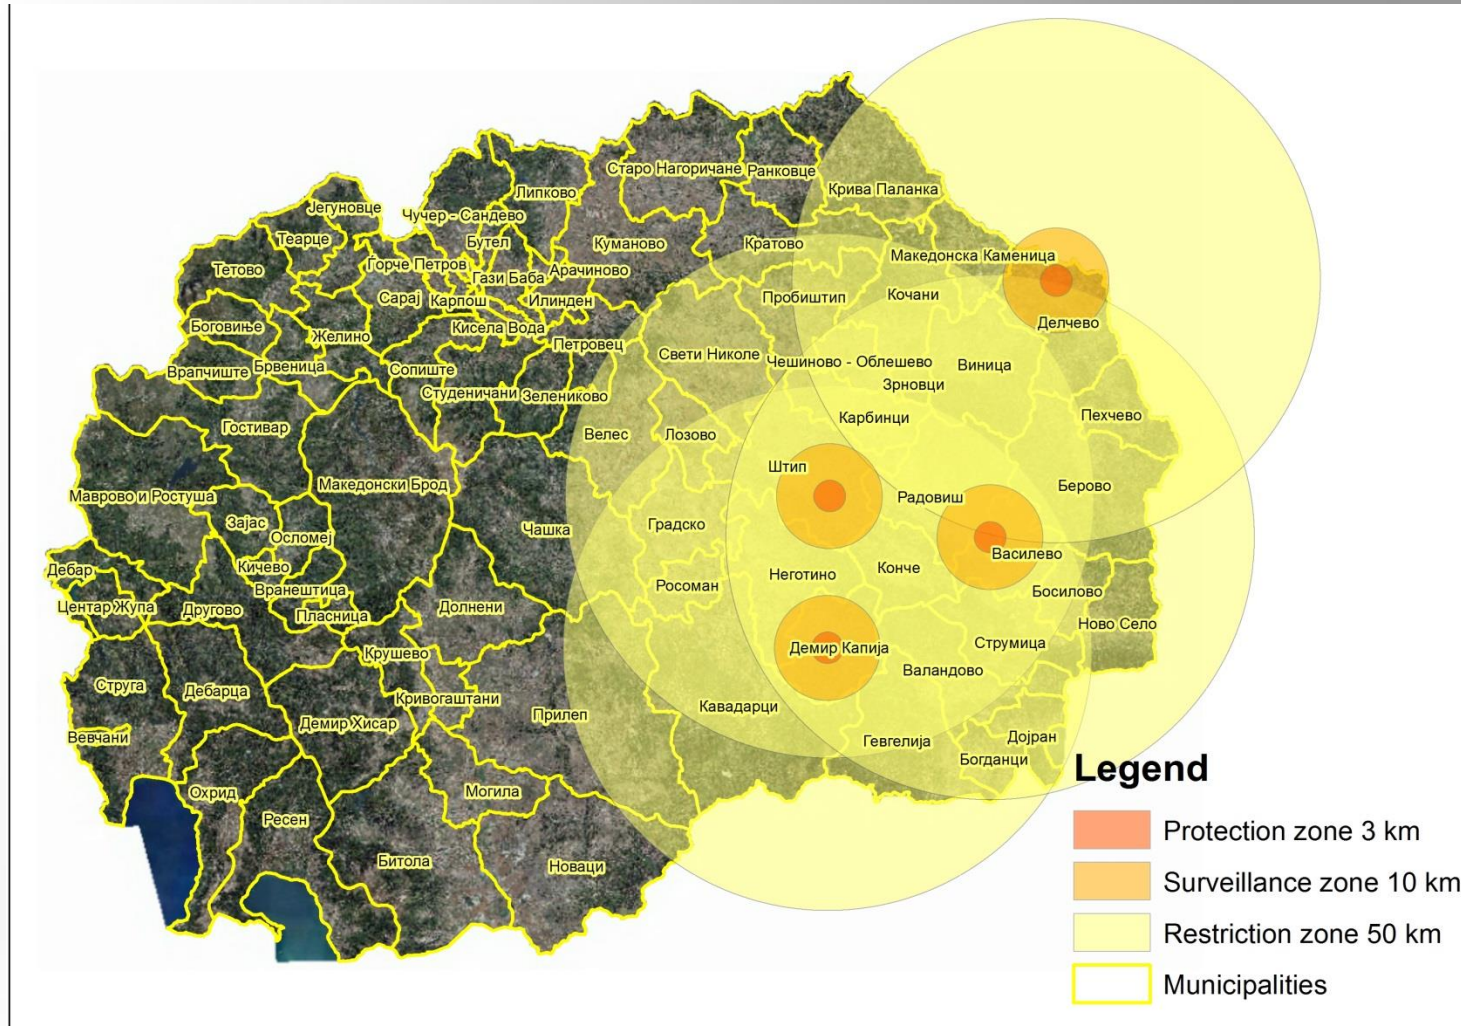 Старо Нагоричане
Ранковце
Крива Паланка
Липково
Јегуновце
Чучер - Сандево
Теарце
Бутел
Куманово
Кратово
Македонска Каменица
Тетово
Ѓорче Петров
Гази Баба
Арачиново
Сарај
Карпош
Илинден
Пробиштип
Кочани
Боговиње
Желино
Кисела Вода
Петровец
Делчево
Врапчиште
Брвеница
Сопиште
Свети Николе
Чешиново - Облешево
Виница
Студеничани
Зелениково
Зрновци
Гостивар
Велес
Лозово
Карбинци
Пехчево
Маврово и Ростуша
Македонски Брод
Штип
Радовиш
Берово
Зајас
Осломеј
Чашка
Градско
Василево
Дебар
Кичево
Вранештица
Росоман
Неготино
Конче
Босилово
Центар Жупа
Другово
Пласница
Долнени
Ново Село
Крушево
Демир Капија
Струмица
Струга
Дебарца
Кривогаштани
Валандово
Вевчани
Демир Хисар
Прилеп
Кавадарци
Гевгелија
Дојран
Богданци
Охрид
Могила
Ресен
Битола
Новаци
Legend
Protection zone 3 km
Surveillance zone 10 km
Restriction zone 50 km
Municipalities